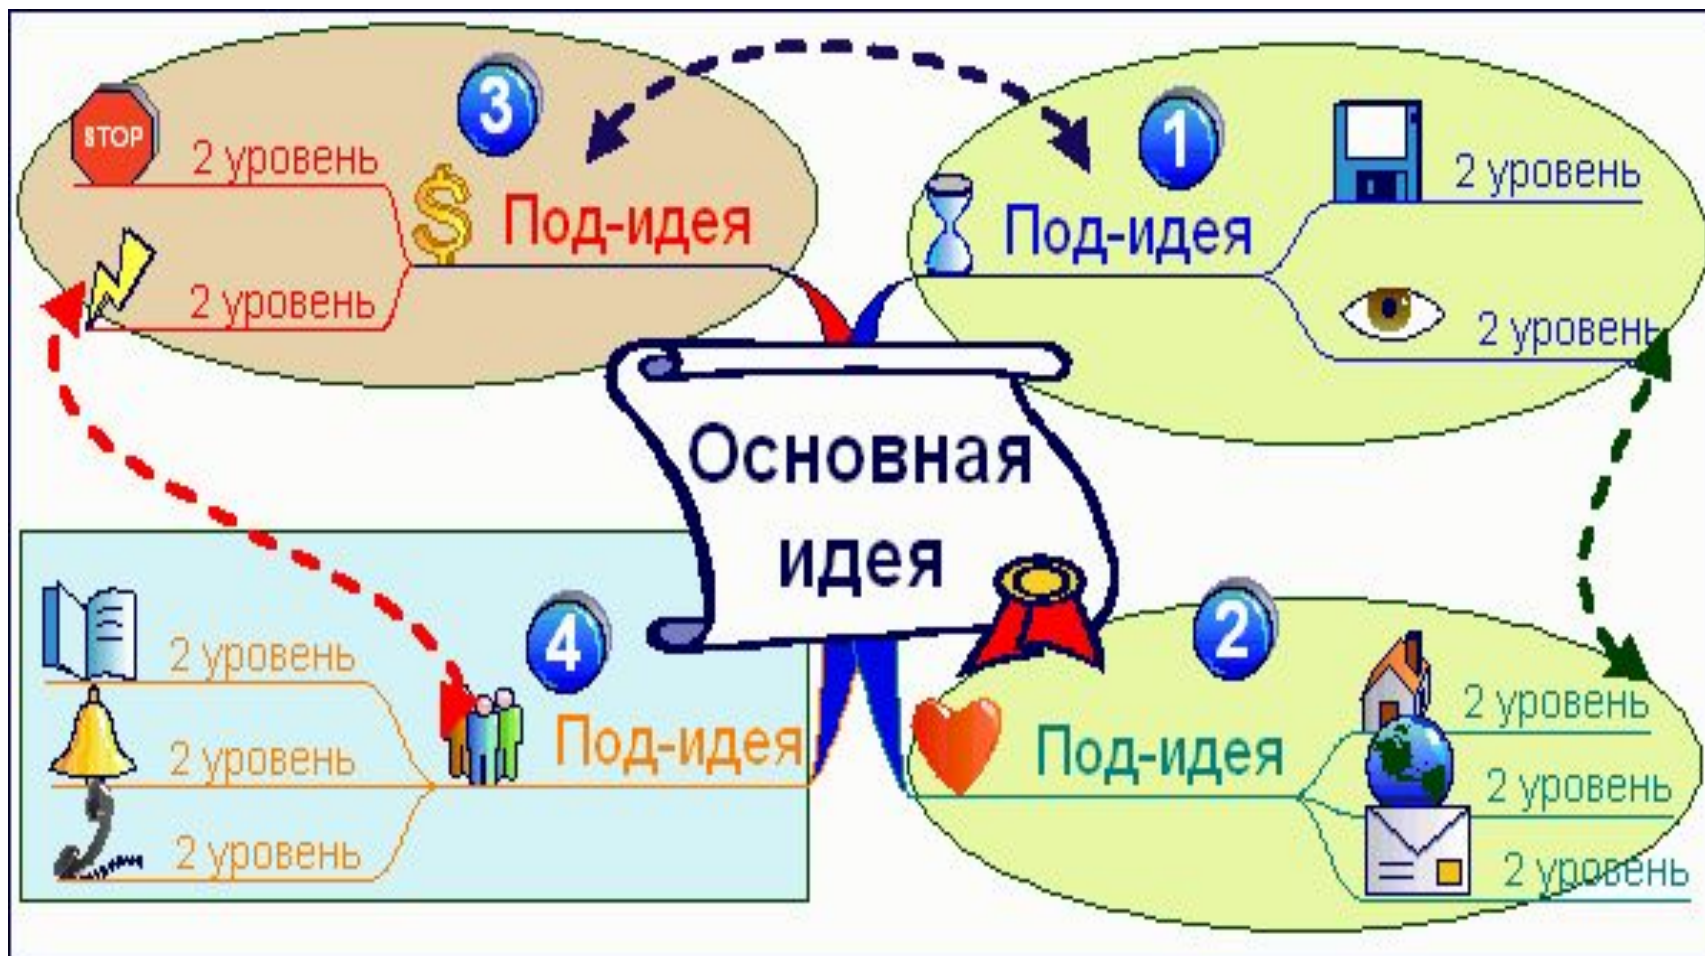 3
STOP
2 уровень
Под-идея
2 уровень
1
2 уровень
Под-идея
2 уровень
Основная
идея
4
2 уровень
Под-идея
2 уровень
2 уровень
2
2 уровень
Под-идея
2 уровень
2 уровень